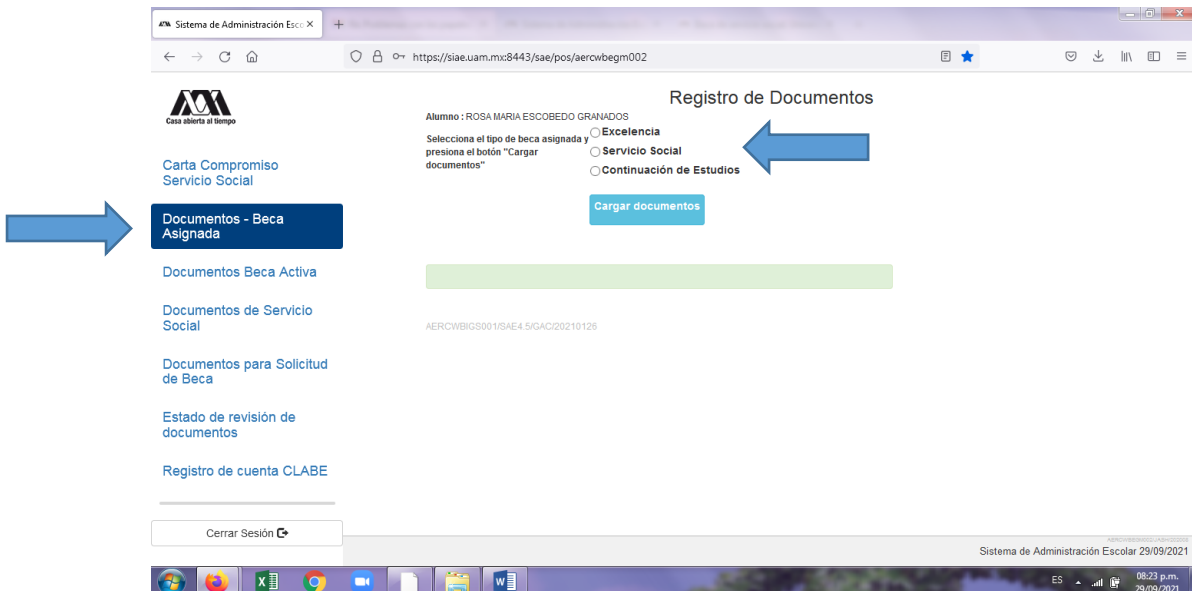 Sistema de Administración Esco
https://siae.uam.mx:8443/sae/pos/aercwbegm002
Casa abierta al tiempo
Carta Compromiso
Servicio Social
Documentos - Beca
Asignada
Documentos Beca Activa
Documentos de Servicio
Social
Documentos para Solicitud
de Beca
Estado de revisión de
documentos
Registro de cuenta CLABE
Cerrar Sesión
Registro de Documentos
Alumno : ROSA MARIA ESCOBEDO GRANADOS
Selecciona el tipo de beca asignada y
presiona el botón "Cargar
documentos"
Excelencia
Servicio Social
Continuación de Estudios
Cargar documentos
AERCWBIGS001/SAE4.5/GAC/20210126
Sistema de Administración Escolar 29/09/2021
ES
08:23 p.m.
29/09/2021